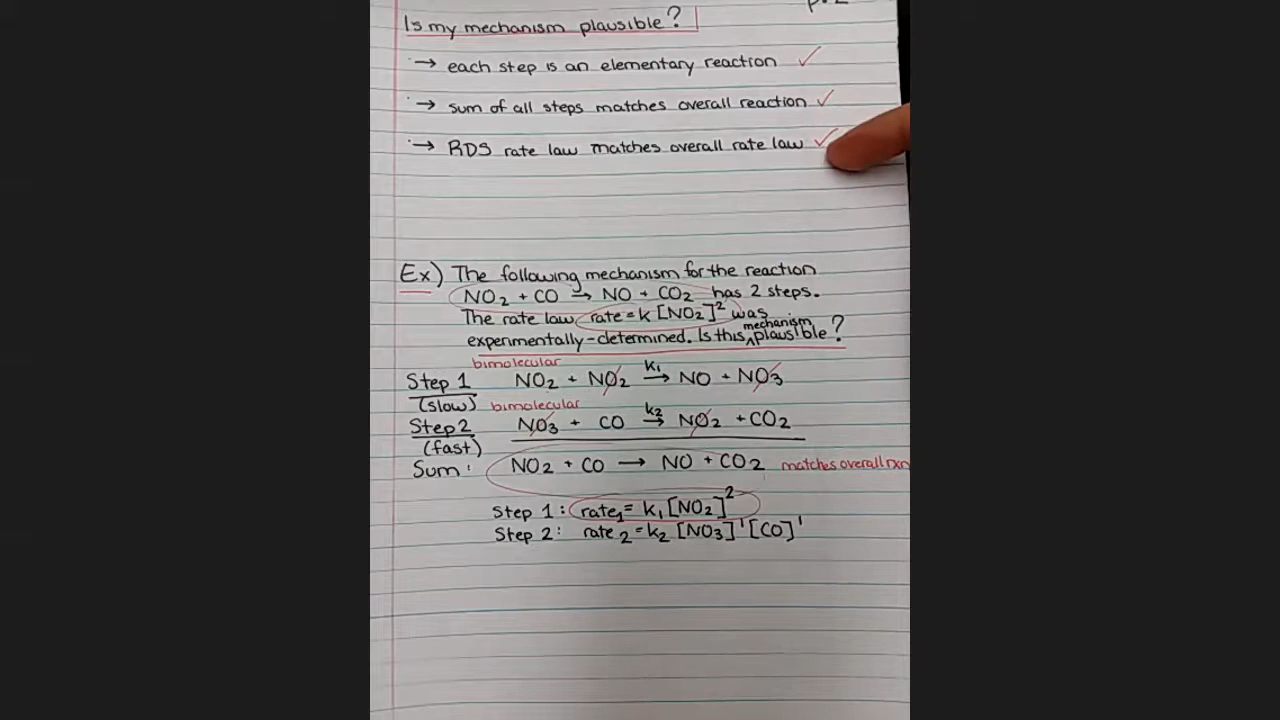 Is my mechanism plausible?
→ each step is an elementary reaction ✓
→ sum of all steps matches overall reaction ✓
→ RDS rate law matches overall rate law ✓
Ex) The following mechanism for the reaction
NO₂ + CO → NO + CO₂ has 2 steps.
The rate law rate = k [NO₂]² was
experimentally-determined. Is this mechanism plausible?
bimolecular
Step 1 NO₂ + NO₂ k₁→ NO + NO₃
(slow) bimolecular
Step 2 NO₃ + CO k₂→ NO₂ + CO₂
(fast)
Sum: NO₂ + CO → NO + CO₂ matches overall rxn
Step 1: rate₁ = k₁ [NO₂]²
Step 2: rate₂ = k₂ [NO₃]¹ [CO]¹